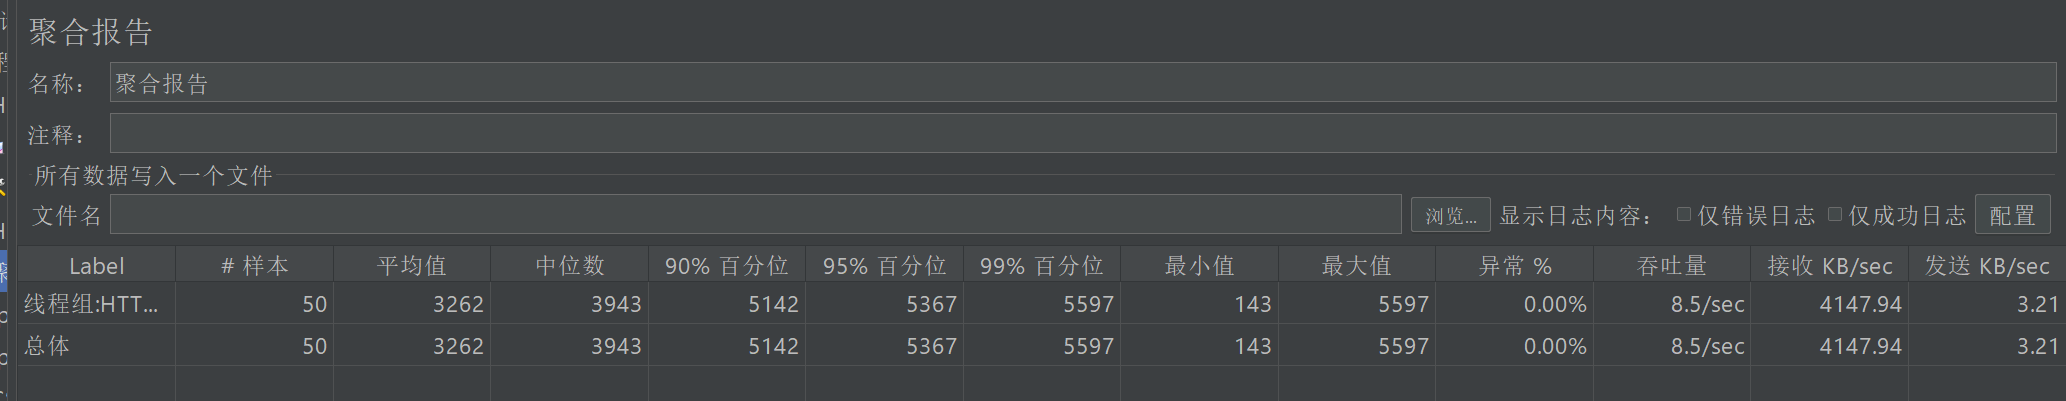 聚合报告
名称： 聚合报告
注释：
所有数据写入一个文件
文件名 浏览... 显示日志内容： 仅错误日志 仅成功日志 配置
Label # 样本 平均值 中位数 90% 百分位 95% 百分位 99% 百分位 最小值 最大值 异常 % 吞吐量 接收 KB/sec 发送 KB/sec
线程组:HTT... 50 3262 3943 5142 5367 5597 143 5597 0.00% 8.5/sec 4147.94 3.21
总体 50 3262 3943 5142 5367 5597 143 5597 0.00% 8.5/sec 4147.94 3.21